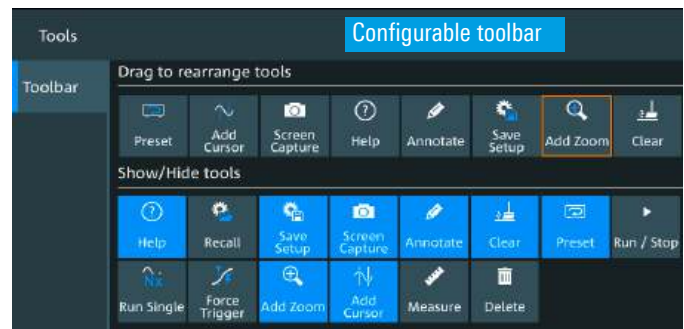 Tools
Configurable toolbar
Toolbar
Drag to rearrange tools
Preset
Add
Cursor
Screen
Capture
Help
Annotate
Save
Setup
Add Zoom
Clear
Show/Hide tools
Help
Recall
Save
Setup
Screen
Capture
Annotate
Clear
Preset
Run / Stop
Nx
Run Single
Force
Trigger
Add Zoom
Add
Cursor
Measure
Delete